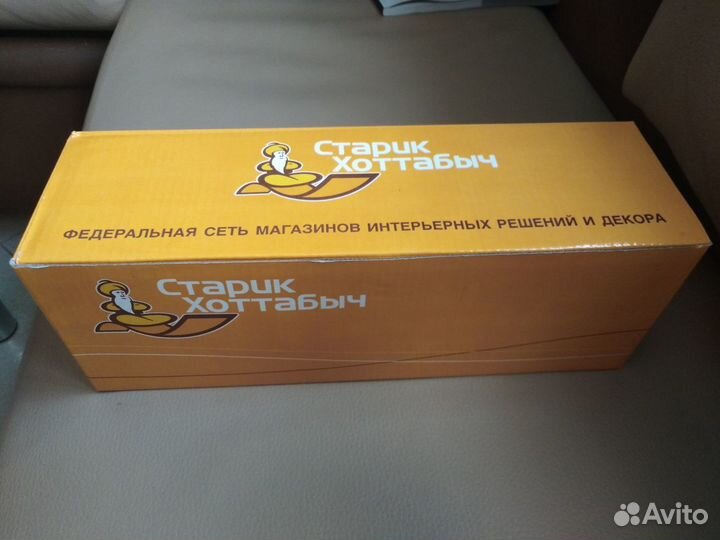 Старик
Хоттабыч
ФЕДЕРАЛЬНАЯ СЕТЬ МАГАЗИНОВ ИНТЕРЬЕРНЫХ РЕШЕНИЙ И ДЕКОРА
Старик
Хоттабыч
Avito